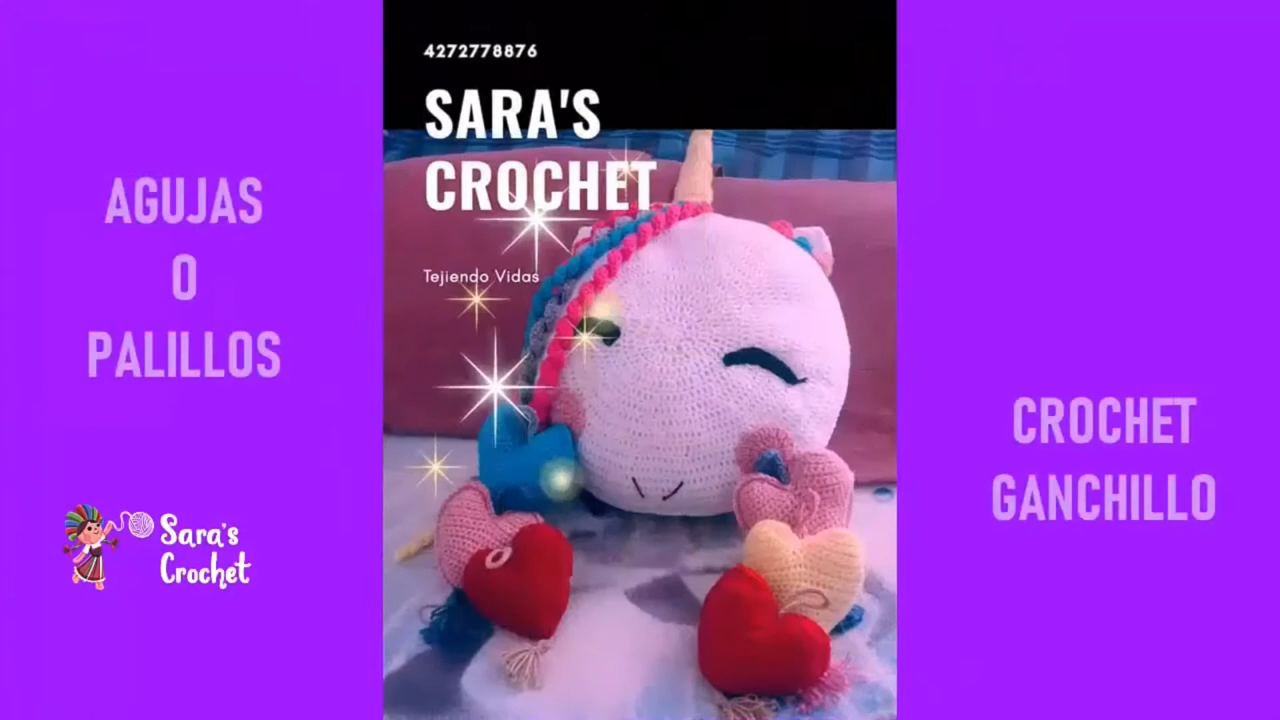 4272778876
SARA'S
CROCHET
Tejiendo Vidas
AGUJAS
O
PALILLOS
Sara's
Crochet
CROCHET
GANCHILLO